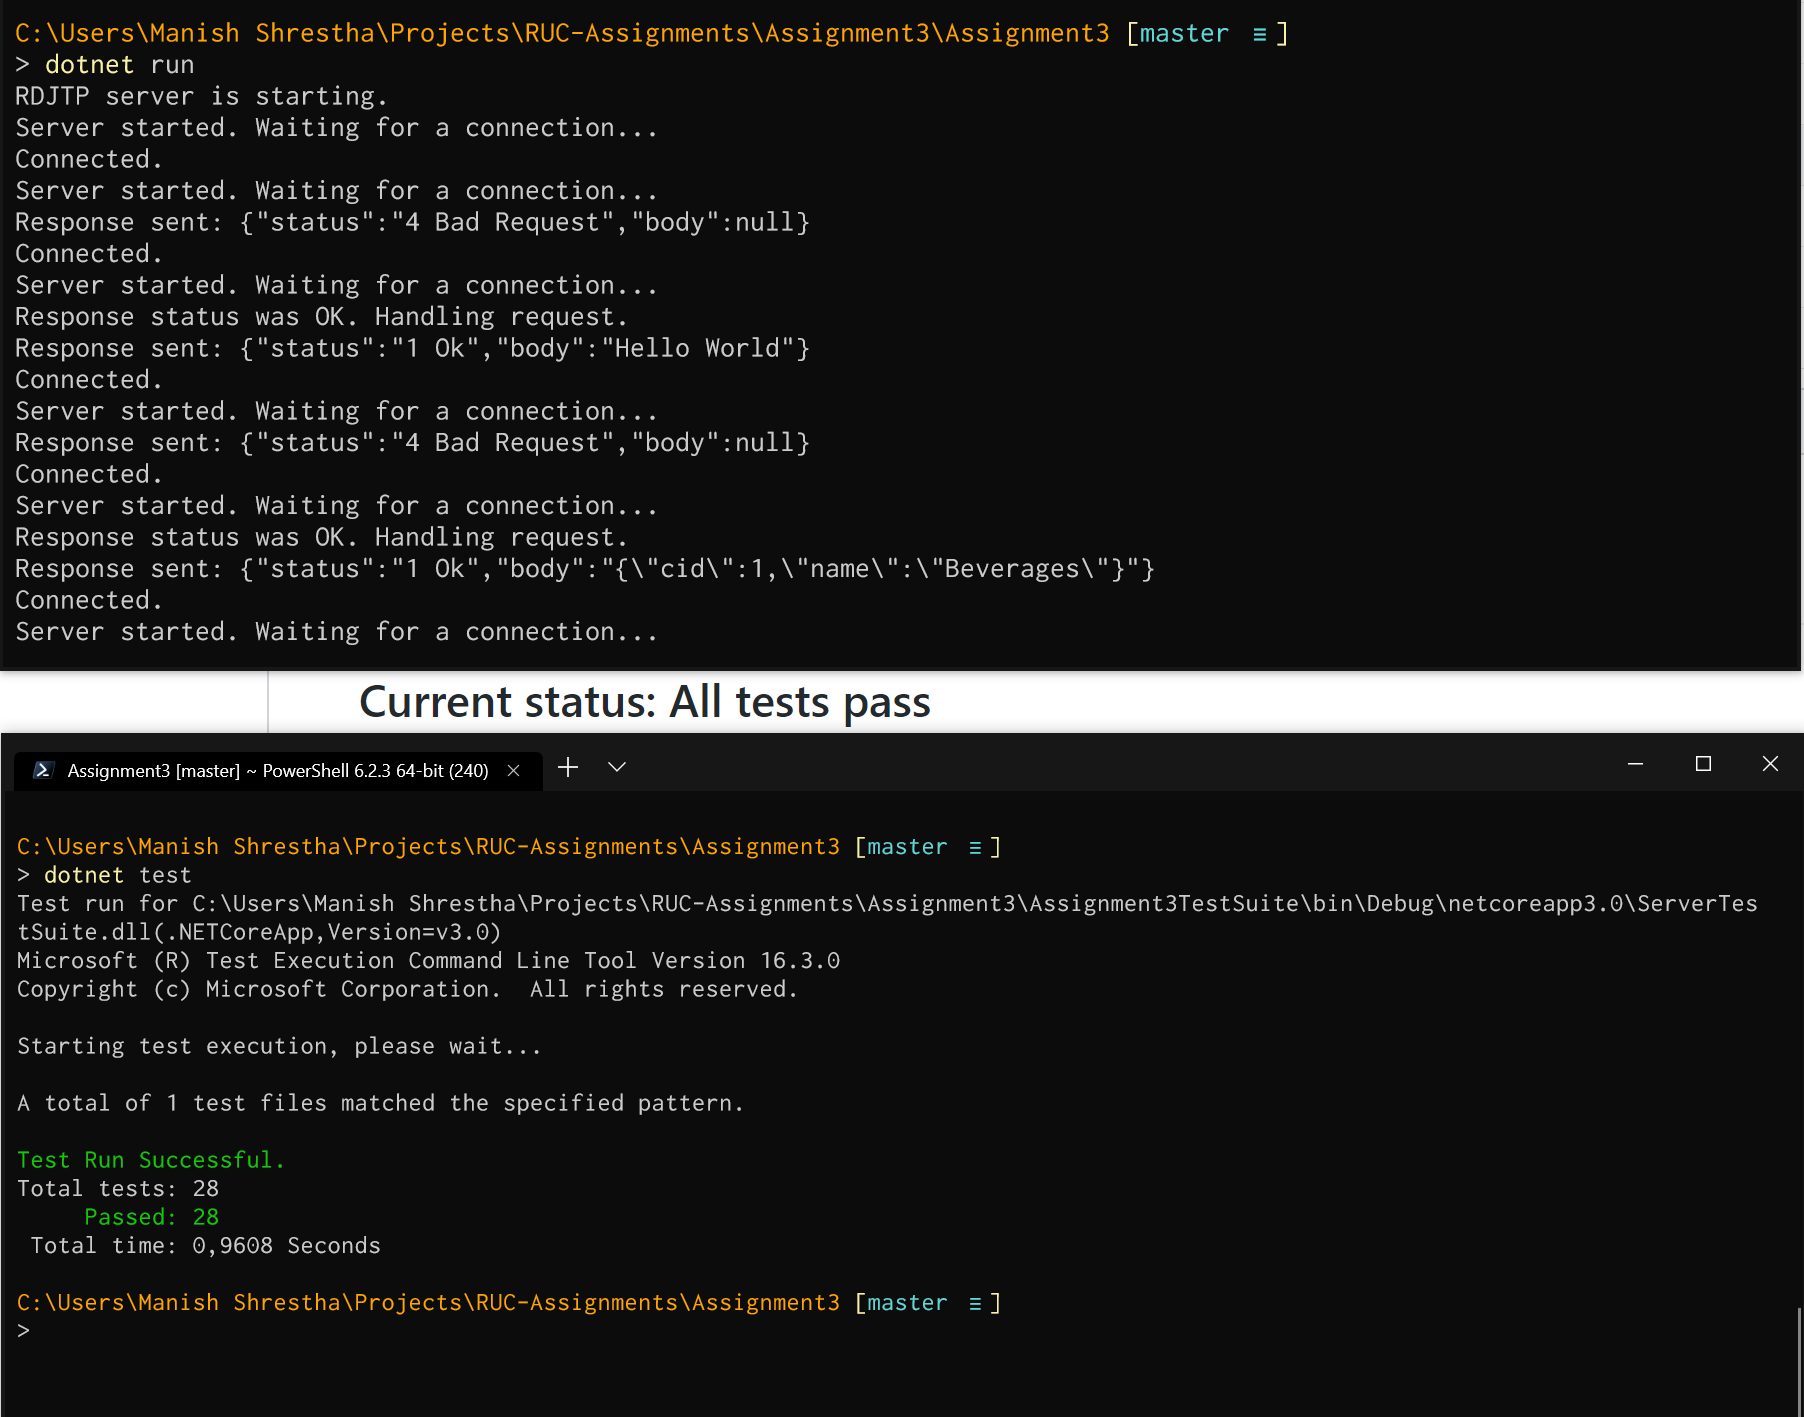 C:\Users\Manish Shrestha\Projects\RUC-Assignments\Assignment3\Assignment3 [master ≡ ]
> dotnet run
RDJTP server is starting.
Server started. Waiting for a connection...
Connected.
Server started. Waiting for a connection...
Response sent: {"status":"4 Bad Request","body":null}
Connected.
Server started. Waiting for a connection...
Response status was OK. Handling request.
Response sent: {"status":"1 Ok","body":"Hello World"}
Connected.
Server started. Waiting for a connection...
Response sent: {"status":"4 Bad Request","body":null}
Connected.
Server started. Waiting for a connection...
Response status was OK. Handling request.
Response sent: {"status":"1 Ok","body":"{\"cid\":1,\"name\":\"Beverages\"}"}
Connected.
Server started. Waiting for a connection...
Current status: All tests pass
Assignment3 [master] ~ PowerShell 6.2.3 64-bit (240)
C:\Users\Manish Shrestha\Projects\RUC-Assignments\Assignment3 [master ≡ ]
> dotnet test
Test run for C:\Users\Manish Shrestha\Projects\RUC-Assignments\Assignment3\Assignment3TestSuite\bin\Debug\netcoreapp3.0\ServerTes
tSuite.dll(.NETCoreApp,Version=v3.0)
Microsoft (R) Test Execution Command Line Tool Version 16.3.0
Copyright (c) Microsoft Corporation.  All rights reserved.
Starting test execution, please wait...
A total of 1 test files matched the specified pattern.
Test Run Successful.
Total tests: 28
Passed: 28
Total time: 0,9608 Seconds
C:\Users\Manish Shrestha\Projects\RUC-Assignments\Assignment3 [master ≡ ]
>